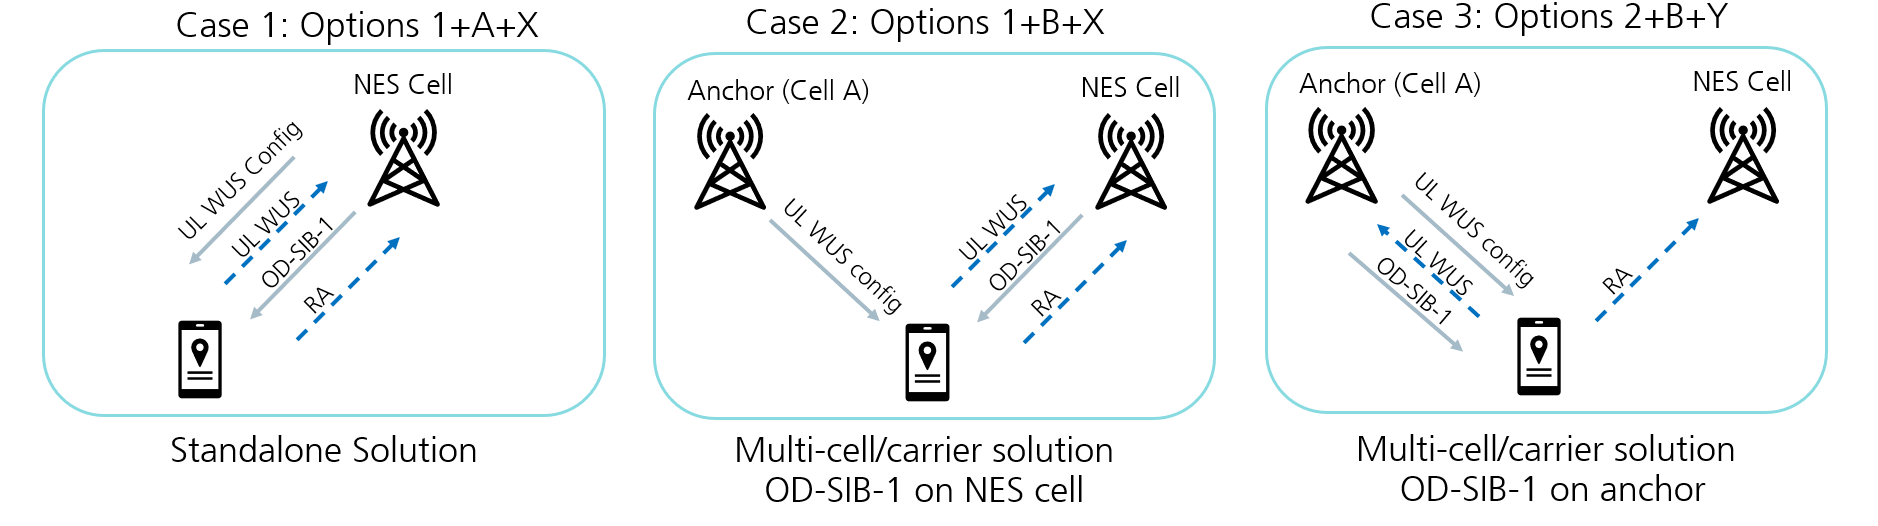 Case 1: Options 1+A+X
NES Cell
UL WUS Config
UL WUS
OD-SIB-1
RA
Standalone Solution
Case 2: Options 1+B+X
Anchor (Cell A)
NES Cell
UL WUS config
UL WUS
OD-SIB-1
RA
Multi-cell/carrier solution
OD-SIB-1 on NES cell
Case 3: Options 2+B+Y
Anchor (Cell A)
NES Cell
UL WUS config
UL WUS
OD-SIB-1
RA
Multi-cell/carrier solution
OD-SIB-1 on anchor